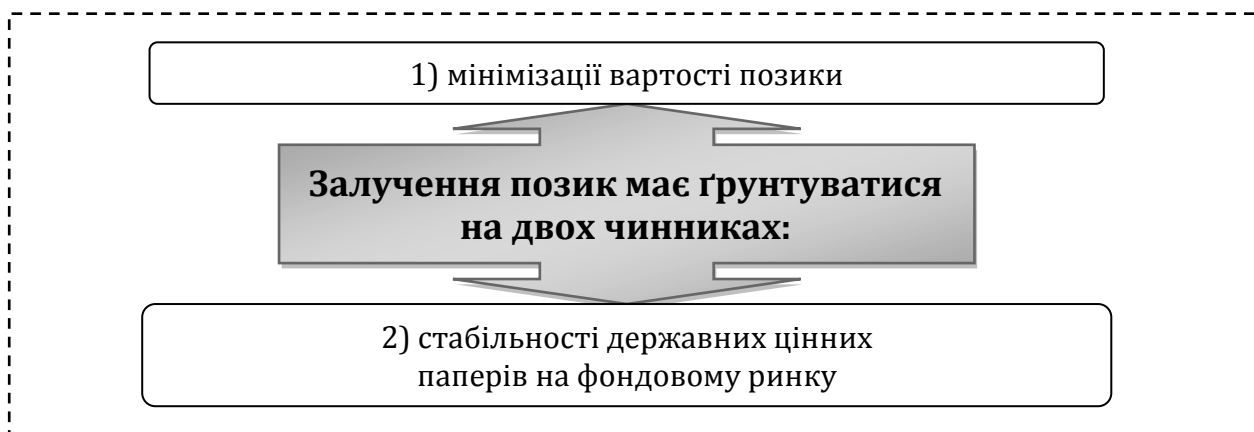 1) мінімізації вартості позики
Залучення позик має ґрунтуватися
на двох чинниках:
2) стабільності державних цінних
паперів на фондовому ринку